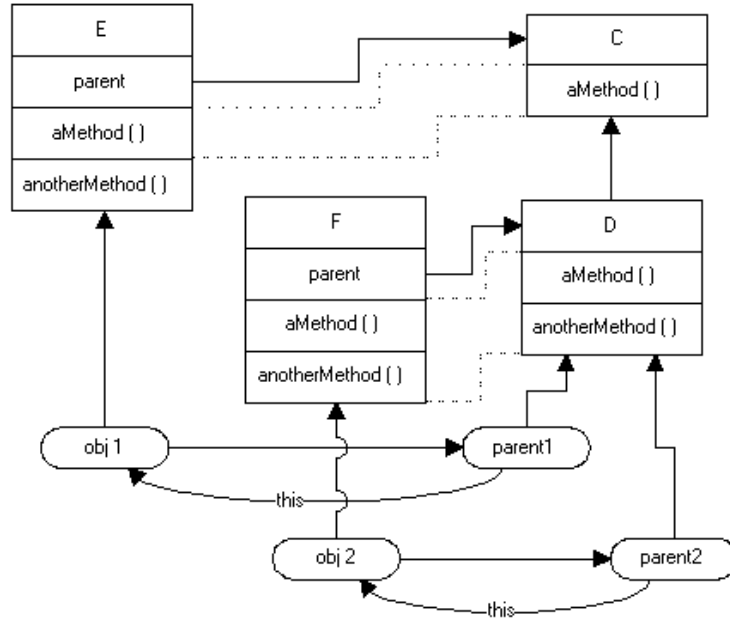 E
parent
aMethod ( )
anotherMethod ( )
C
aMethod ( )
F
parent
aMethod ( )
anotherMethod ( )
D
aMethod ( )
anotherMethod ( )
obj 1
parent1
this
obj 2
parent2
this